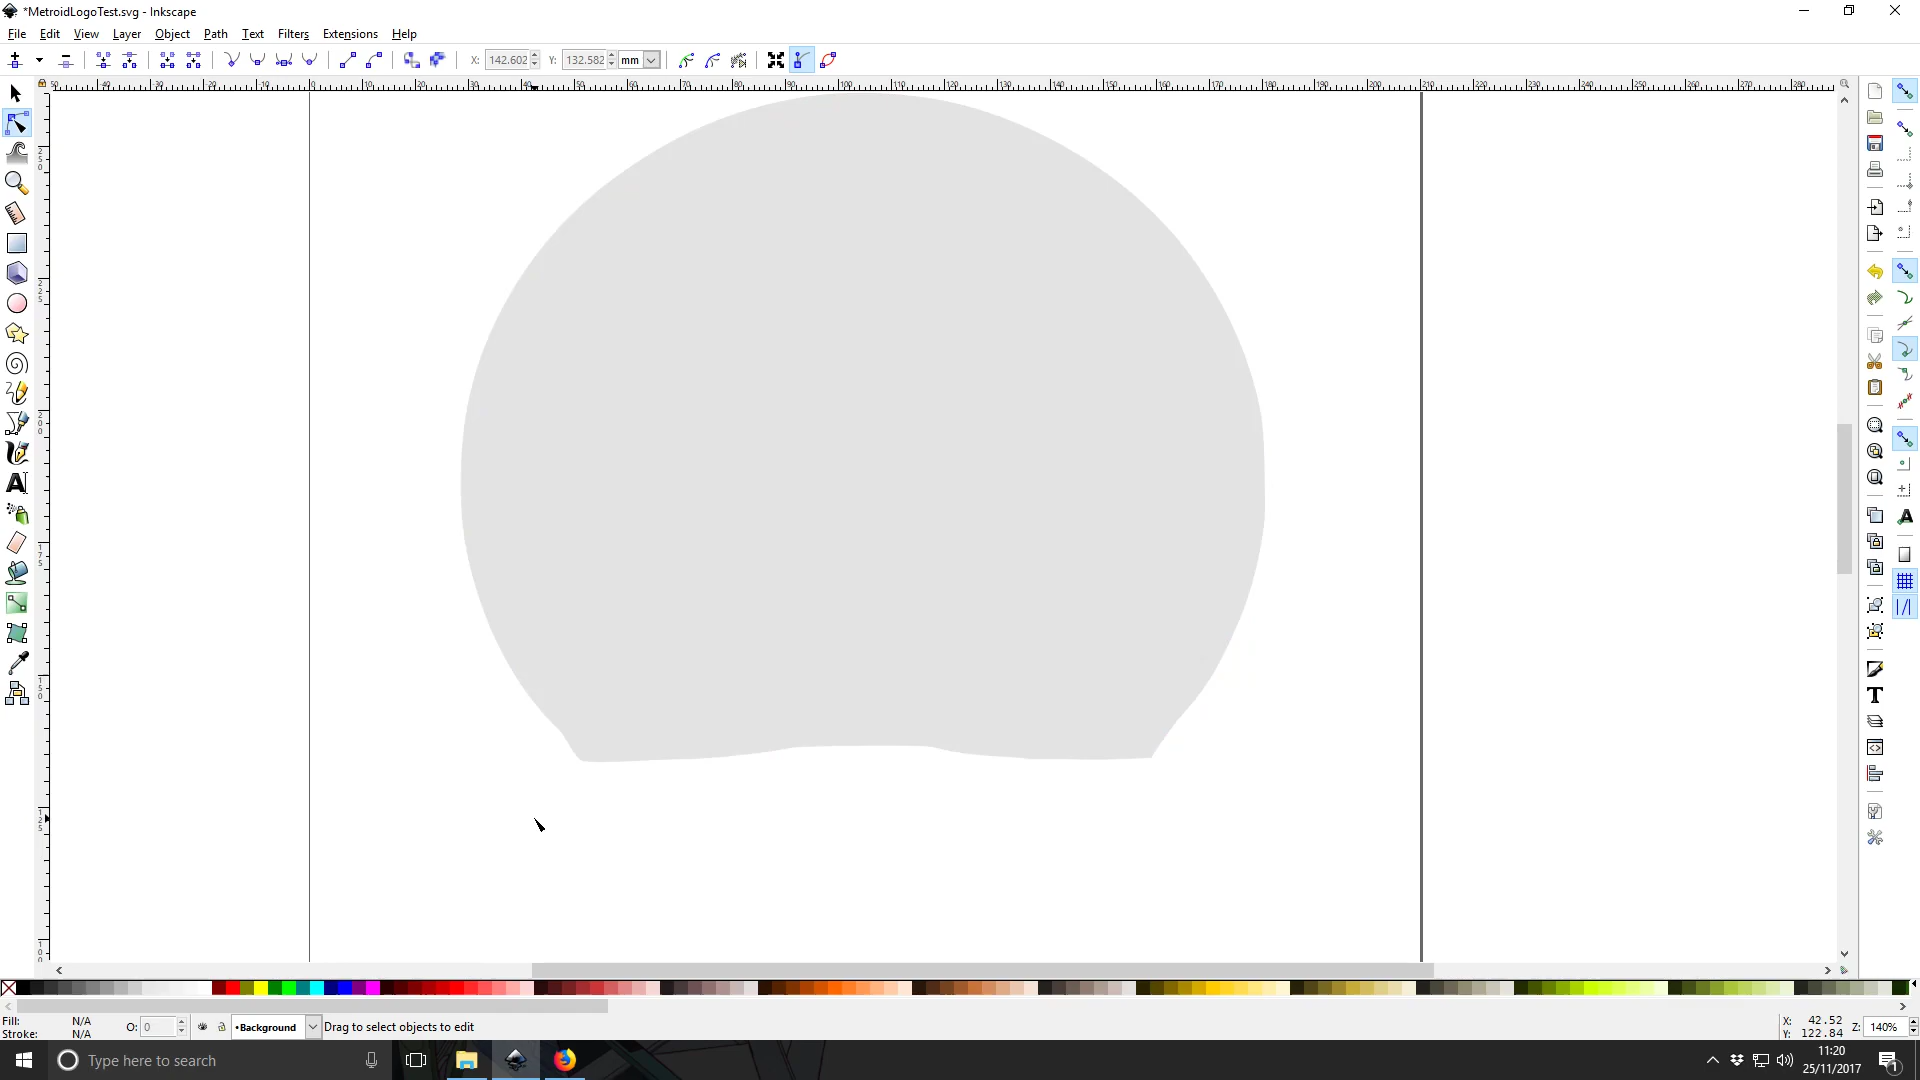 *MetroidLogoTest.svg - Inkscape
File Edit View Layer Object Path Text Filters Extensions Help
X: 142.602 Y: 132.582 mm
Fill: N/A O: 0 •Background Drag to select objects to edit X: 42.52 Z: 140%
Stroke: N/A Y: 122.84
Type here to search 11:20
25/11/2017
1